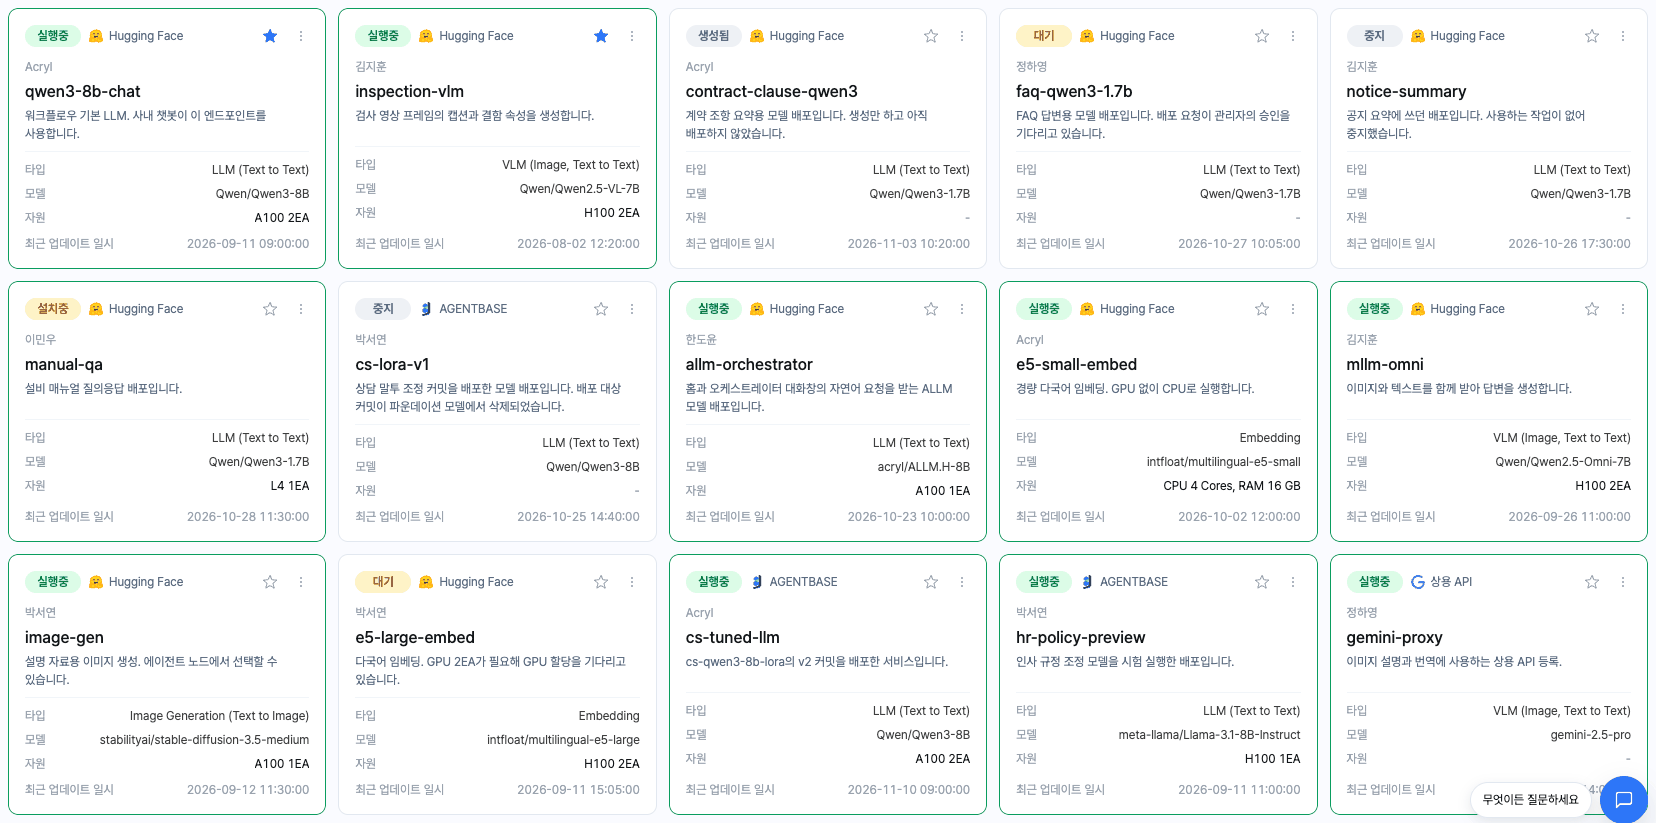 실행중 Hugging Face
Acryl
qwen3-8b-chat
워크플로우 기본 LLM. 사내 챗봇이 이 엔드포인트를
사용합니다.
타입 LLM (Text to Text)
모델 Qwen/Qwen3-8B
자원 A100 2EA
최근 업데이트 일시 2026-09-11 09:00:00
실행중 Hugging Face
김지훈
inspection-vlm
검사 영상 프레임의 캡션과 결함 속성을 생성합니다.
타입 VLM (Image, Text to Text)
모델 Qwen/Qwen2.5-VL-7B
자원 H100 2EA
최근 업데이트 일시 2026-08-02 12:20:00
생성됨 Hugging Face
Acryl
contract-clause-qwen3
계약 조항 요약용 모델 배포입니다. 생성만 하고 아직
배포하지 않았습니다.
타입 LLM (Text to Text)
모델 Qwen/Qwen3-1.7B
자원 -
최근 업데이트 일시 2026-11-03 10:20:00
대기 Hugging Face
정하영
faq-qwen3-1.7b
FAQ 답변용 모델 배포입니다. 배포 요청이 관리자의 승인을
기다리고 있습니다.
타입 LLM (Text to Text)
모델 Qwen/Qwen3-1.7B
자원 -
최근 업데이트 일시 2026-10-27 10:05:00
중지 Hugging Face
김지훈
notice-summary
공지 요약에 쓰던 배포입니다. 사용하는 작업이 없어
중지했습니다.
타입 LLM (Text to Text)
모델 Qwen/Qwen3-1.7B
자원 -
최근 업데이트 일시 2026-10-26 17:30:00
설치중 Hugging Face
이민우
manual-qa
설비 매뉴얼 질의응답 배포입니다.
타입 LLM (Text to Text)
모델 Qwen/Qwen3-1.7B
자원 L4 1EA
최근 업데이트 일시 2026-10-28 11:30:00
중지 AGENTBASE
박서연
cs-lora-v1
상담 말투 조정 커밋을 배포한 모델 배포입니다. 배포 대상
커밋이 파운데이션 모델에서 삭제되었습니다.
타입 LLM (Text to Text)
모델 Qwen/Qwen3-8B
자원 -
최근 업데이트 일시 2026-10-25 14:40:00
실행중 Hugging Face
한도윤
allm-orchestrator
홈과 오케스트레이터 대화창의 자연어 요청을 받는 ALLM
모델 배포입니다.
타입 LLM (Text to Text)
모델 acryl/ALLM.H-8B
자원 A100 1EA
최근 업데이트 일시 2026-10-23 10:00:00
실행중 Hugging Face
Acryl
e5-small-embed
경량 다국어 임베딩. GPU 없이 CPU로 실행합니다.
타입 Embedding
모델 intfloat/multilingual-e5-small
자원 CPU 4 Cores, RAM 16 GB
최근 업데이트 일시 2026-10-02 12:00:00
실행중 Hugging Face
김지훈
mllm-omni
이미지와 텍스트를 함께 받아 답변을 생성합니다.
타입 VLM (Image, Text to Text)
모델 Qwen/Qwen2.5-Omni-7B
자원 H100 2EA
최근 업데이트 일시 2026-09-26 11:00:00
실행중 Hugging Face
박서연
image-gen
설명 자료용 이미지 생성. 에이전트 노드에서 선택할 수
있습니다.
타입 Image Generation (Text to Image)
모델 stabilityai/stable-diffusion-3.5-medium
자원 A100 1EA
최근 업데이트 일시 2026-09-12 11:30:00
대기 Hugging Face
박서연
e5-large-embed
다국어 임베딩. GPU 2EA가 필요해 GPU 할당을 기다리고
있습니다.
타입 Embedding
모델 intfloat/multilingual-e5-large
자원 H100 2EA
최근 업데이트 일시 2026-09-11 15:05:00
실행중 AGENTBASE
Acryl
cs-tuned-llm
cs-qwen3-8b-lora의 v2 커밋을 배포한 서비스입니다.
타입 LLM (Text to Text)
모델 Qwen/Qwen3-8B
자원 A100 2EA
최근 업데이트 일시 2026-11-10 09:00:00
실행중 AGENTBASE
박서연
hr-policy-preview
인사 규정 조정 모델을 시험 실행한 배포입니다.
타입 LLM (Text to Text)
모델 meta-llama/Llama-3.1-8B-Instruct
자원 H100 1EA
최근 업데이트 일시 2026-09-11 11:00:00
실행중 상용 API
정하영
gemini-proxy
이미지 설명과 번역에 사용하는 상용 API 등록.
타입 VLM (Image, Text to Text)
모델 gemini-2.5-pro
자원 -
최근 업데이트 일시
무엇이든 질문하세요